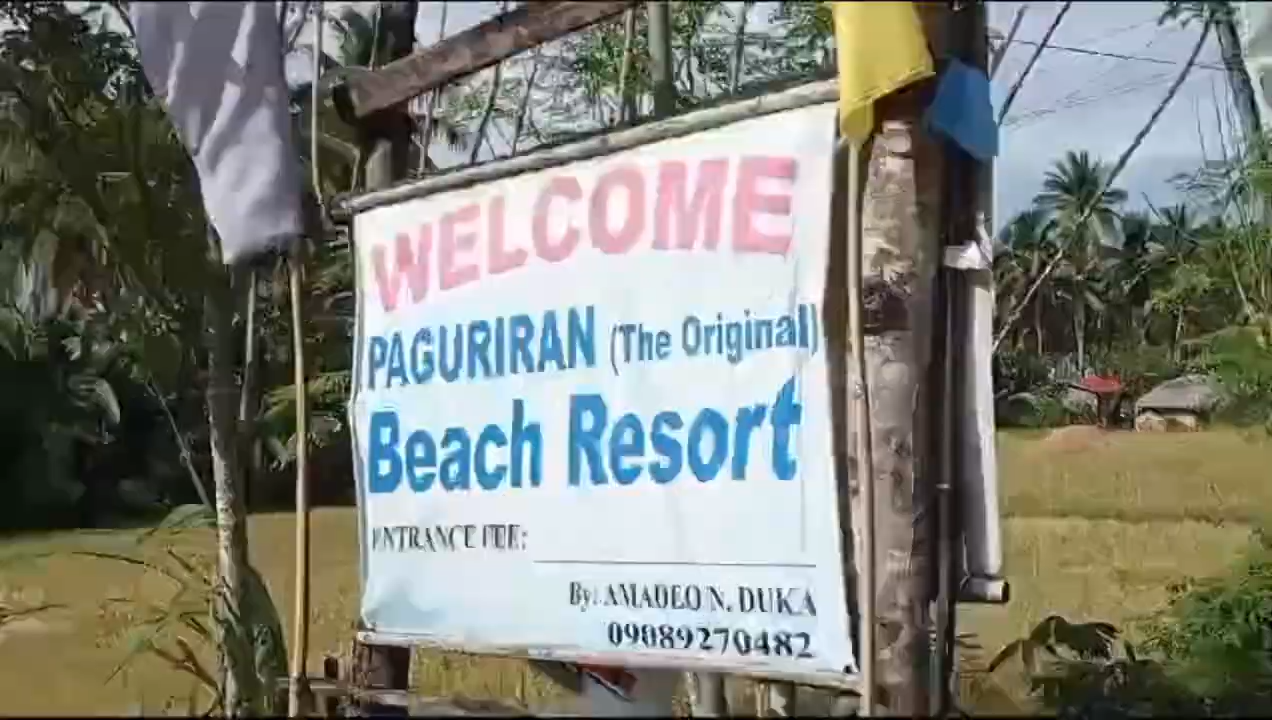 WELCOME
PAGURIRAN (The Original)
Beach Resort
ENTRANCE FEE:
By: AMADEO N. DUKA
09089270482